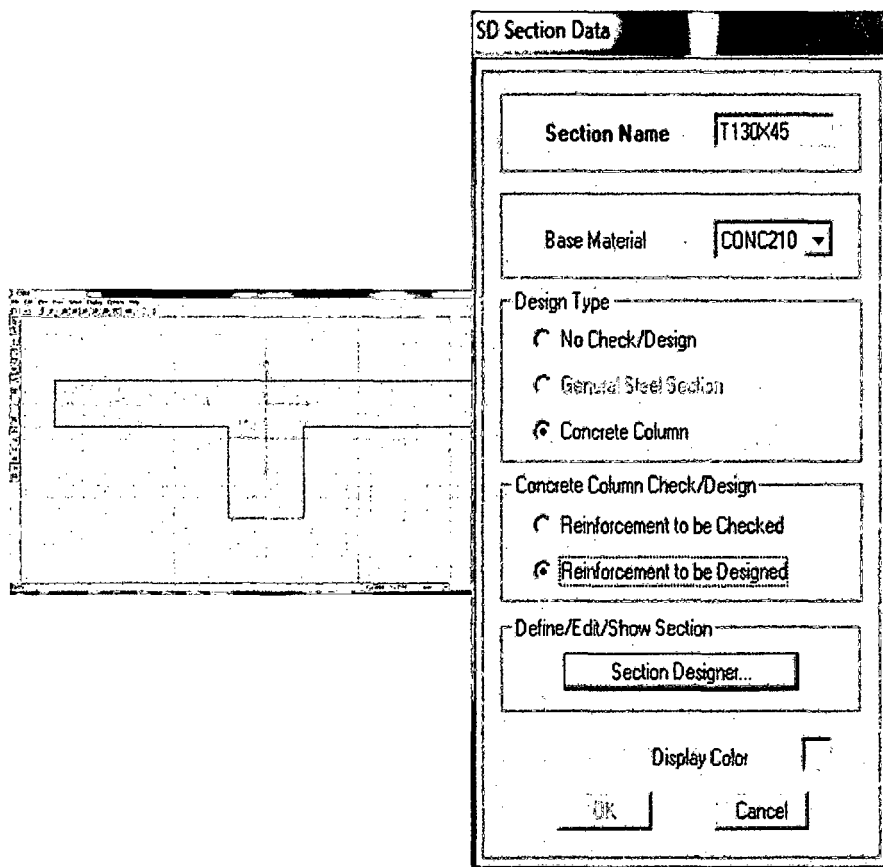 SD Section Data
Section Name T130X45
Base Material CONC210
Design Type
No Check/Design
General Steel Section
Concrete Column
Concrete Column Check/Design
Reinforcement to be Checked
Reinforcement to be Designed
Define/Edit/Show Section
Section Designer...
Display Color
OK Cancel